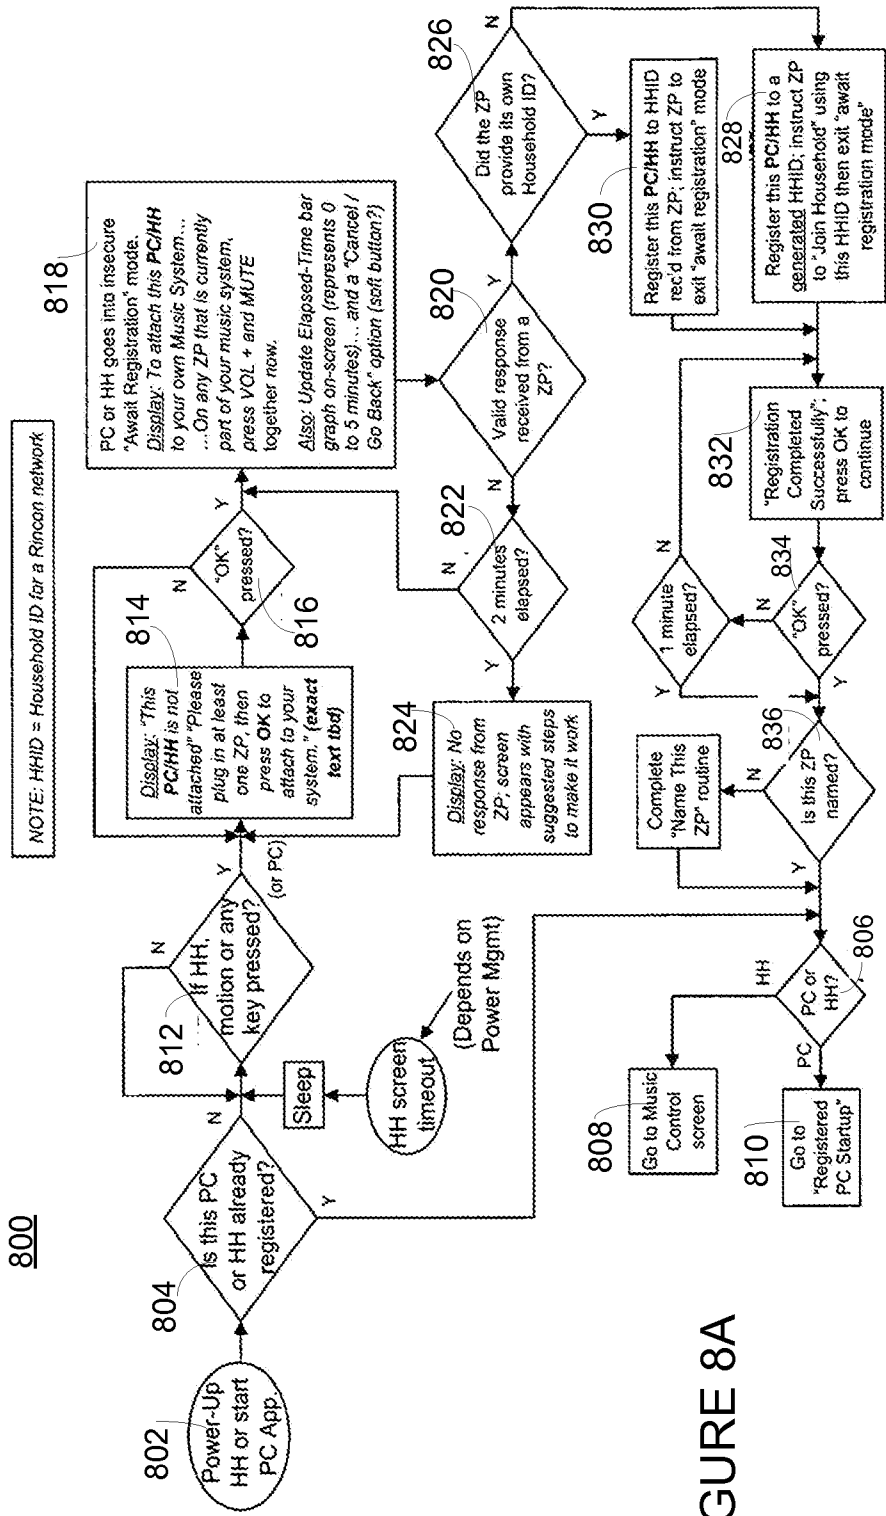 800
NOTE: HHID = Household ID for a Rincon network
802
Power-Up
HH or start
PC App.
804
Is this PC
or HH already
registered?
N
Y
Sleep
HH screen
timeout
(Depends on
Power Mgmt)
812
If HH,
motion or any
key pressed?
N
Y
(or PC)
814
Display: "This
PC/HH is not
attached" "Please
plug in at least
one ZP, then
press OK to
attach to your
system." (exact
text tbd)
816
"OK"
pressed?
N
Y
818
PC or HH goes into insecure
"Await Registration" mode.
Display: To attach this PC/HH
to your own Music System...
...On any ZP that is currently
part of your music system,
press VOL + and MUTE
together now.
Also: Update Elapsed-Time bar
graph on-screen (represents 0
to 5 minutes)... and a "Cancel /
Go Back" option (soft button?)
820
Valid response
received from a
ZP?
N
Y
822
2 minutes
elapsed?
N
Y
824
Display: No
response from
ZP; screen
appears with
suggested steps
to make it work
826
Did the ZP
provide its own
Household ID?
N
Y
830
Register this PC/HH to HHID
rec'd from ZP; instruct ZP to
exit "await registration" mode
828
Register this PC/HH to a
generated HHID; instruct ZP
to "Join Household" using
this HHID then exit "await
registration mode"
832
"Registration
Completed
Successfully";
press OK to
continue
834
"OK"
pressed?
N
Y
1 minute
elapsed?
N
Y
836
Is this ZP
named?
N
Y
Complete
"Name This
ZP" routine
806
PC or
HH?
HH
PC
808
Go to Music
Control
screen
810
Go to
"Registered
PC Startup"
GURE 8A